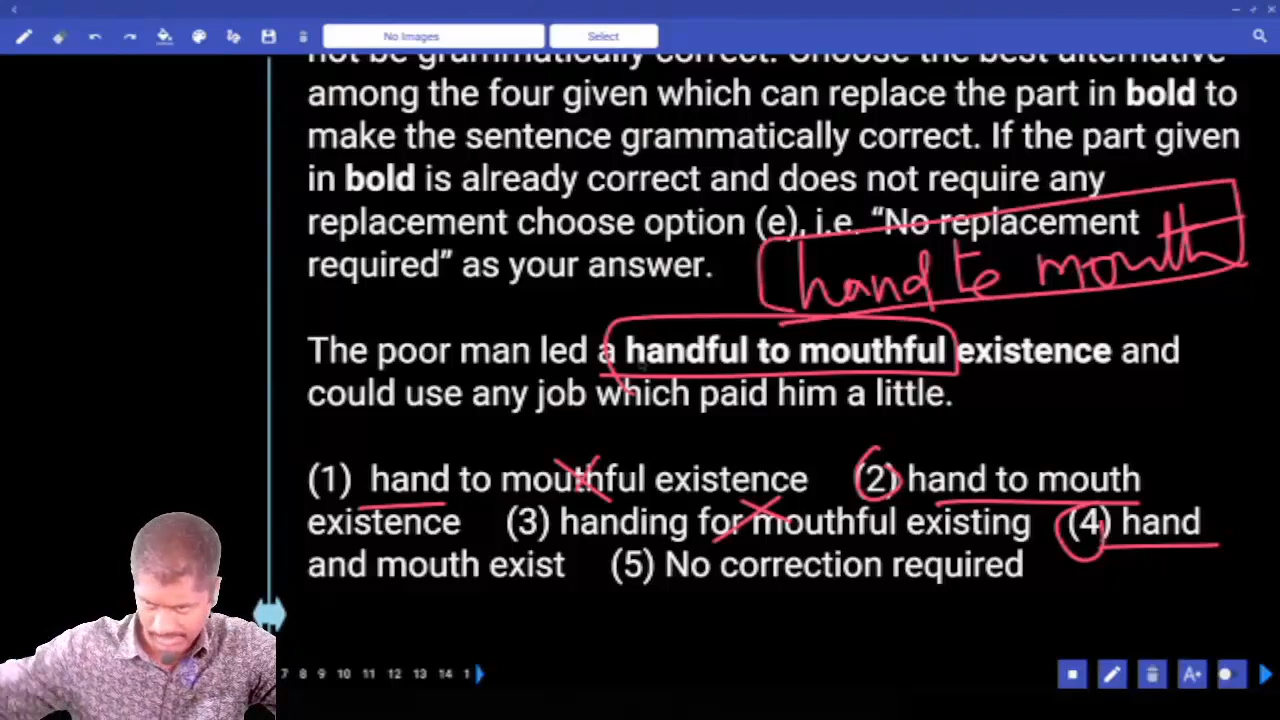 No Images
Select
not be grammatically correct. Choose the best alternative
among the four given which can replace the part in bold to
make the sentence grammatically correct. If the part given
in bold is already correct and does not require any
replacement choose option (e), i.e. “No replacement
required” as your answer.
hand to mouth
The poor man led a handful to mouthful existence and
could use any job which paid him a little.
(1) hand to mouthful existence (2) hand to mouth
existence (3) handing for mouthful existing (4) hand
and mouth exist (5) No correction required
7 8 9 10 11 12 13 14 1
A+